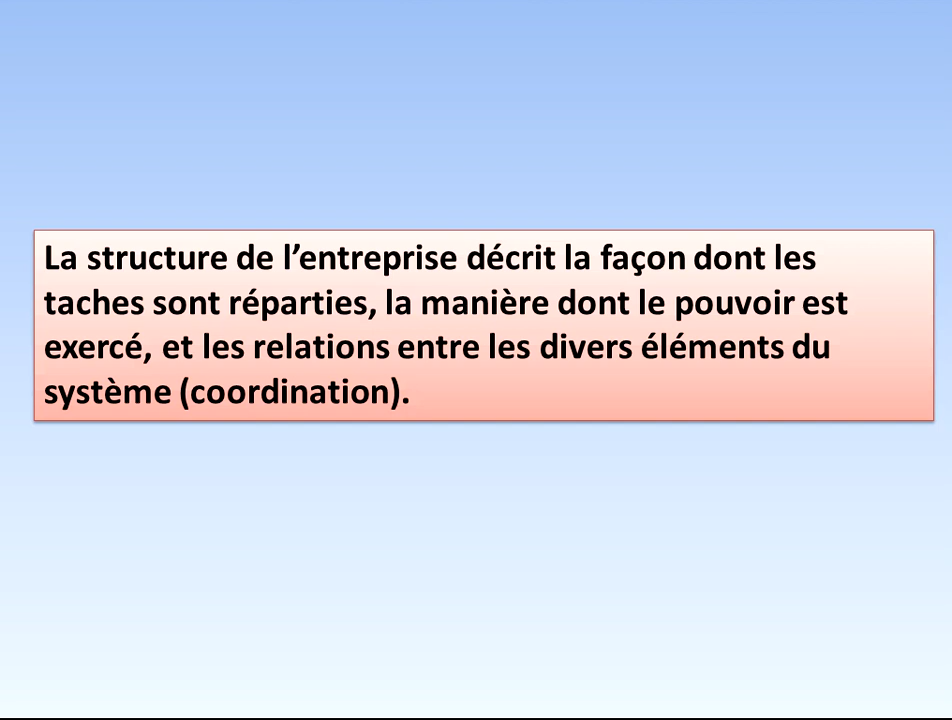 La structure de l’entreprise décrit la façon dont les
taches sont réparties, la manière dont le pouvoir est
exercé, et les relations entre les divers éléments du
système (coordination).